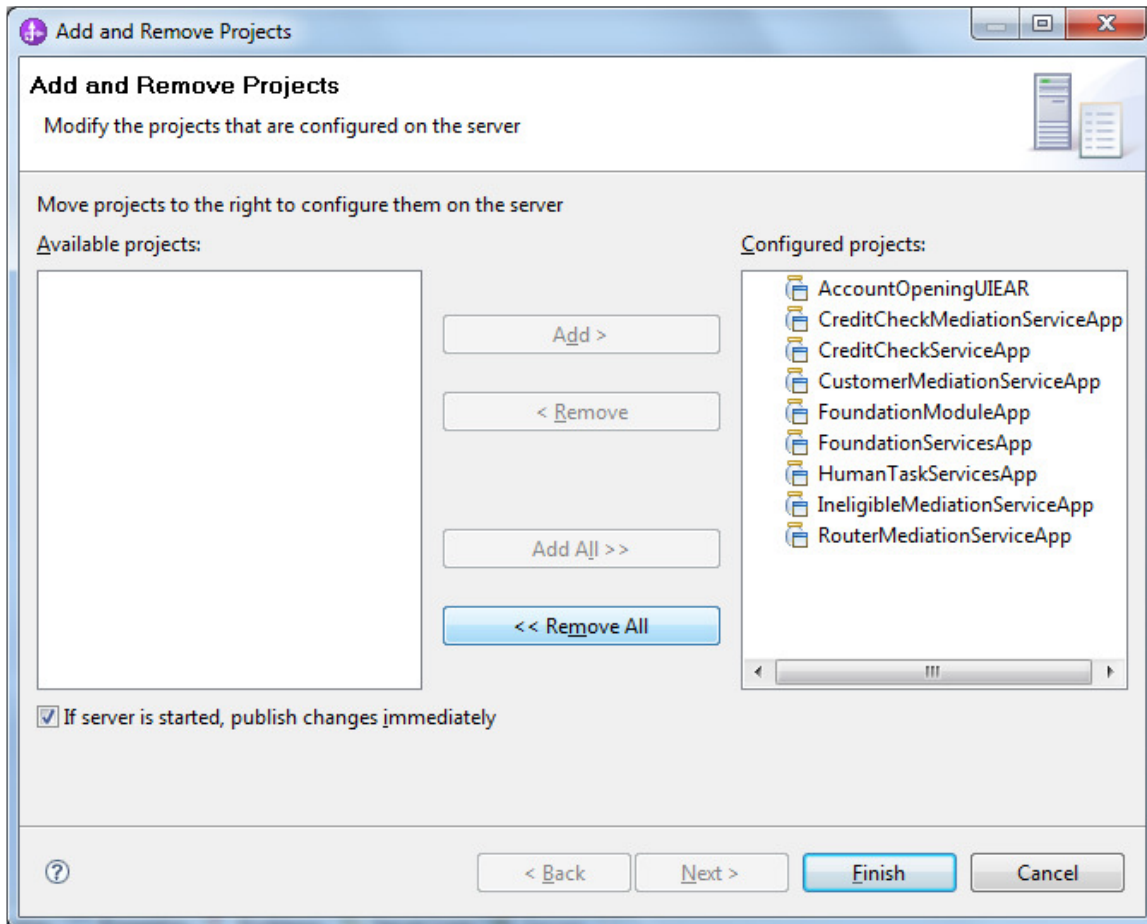 Add and Remove Projects
Add and Remove Projects
Modify the projects that are configured on the server
Move projects to the right to configure them on the server
Available projects:
Configured projects:
AccountOpeningUIEAR
CreditCheckMediationServiceApp
CreditCheckServiceApp
CustomerMediationServiceApp
FoundationModuleApp
FoundationServicesApp
HumanTaskServicesApp
IneligibleMediationServiceApp
RouterMediationServiceApp
Add >
< Remove
Add All >>
<< Remove All
If server is started, publish changes immediately
?
< Back
Next >
Finish
Cancel